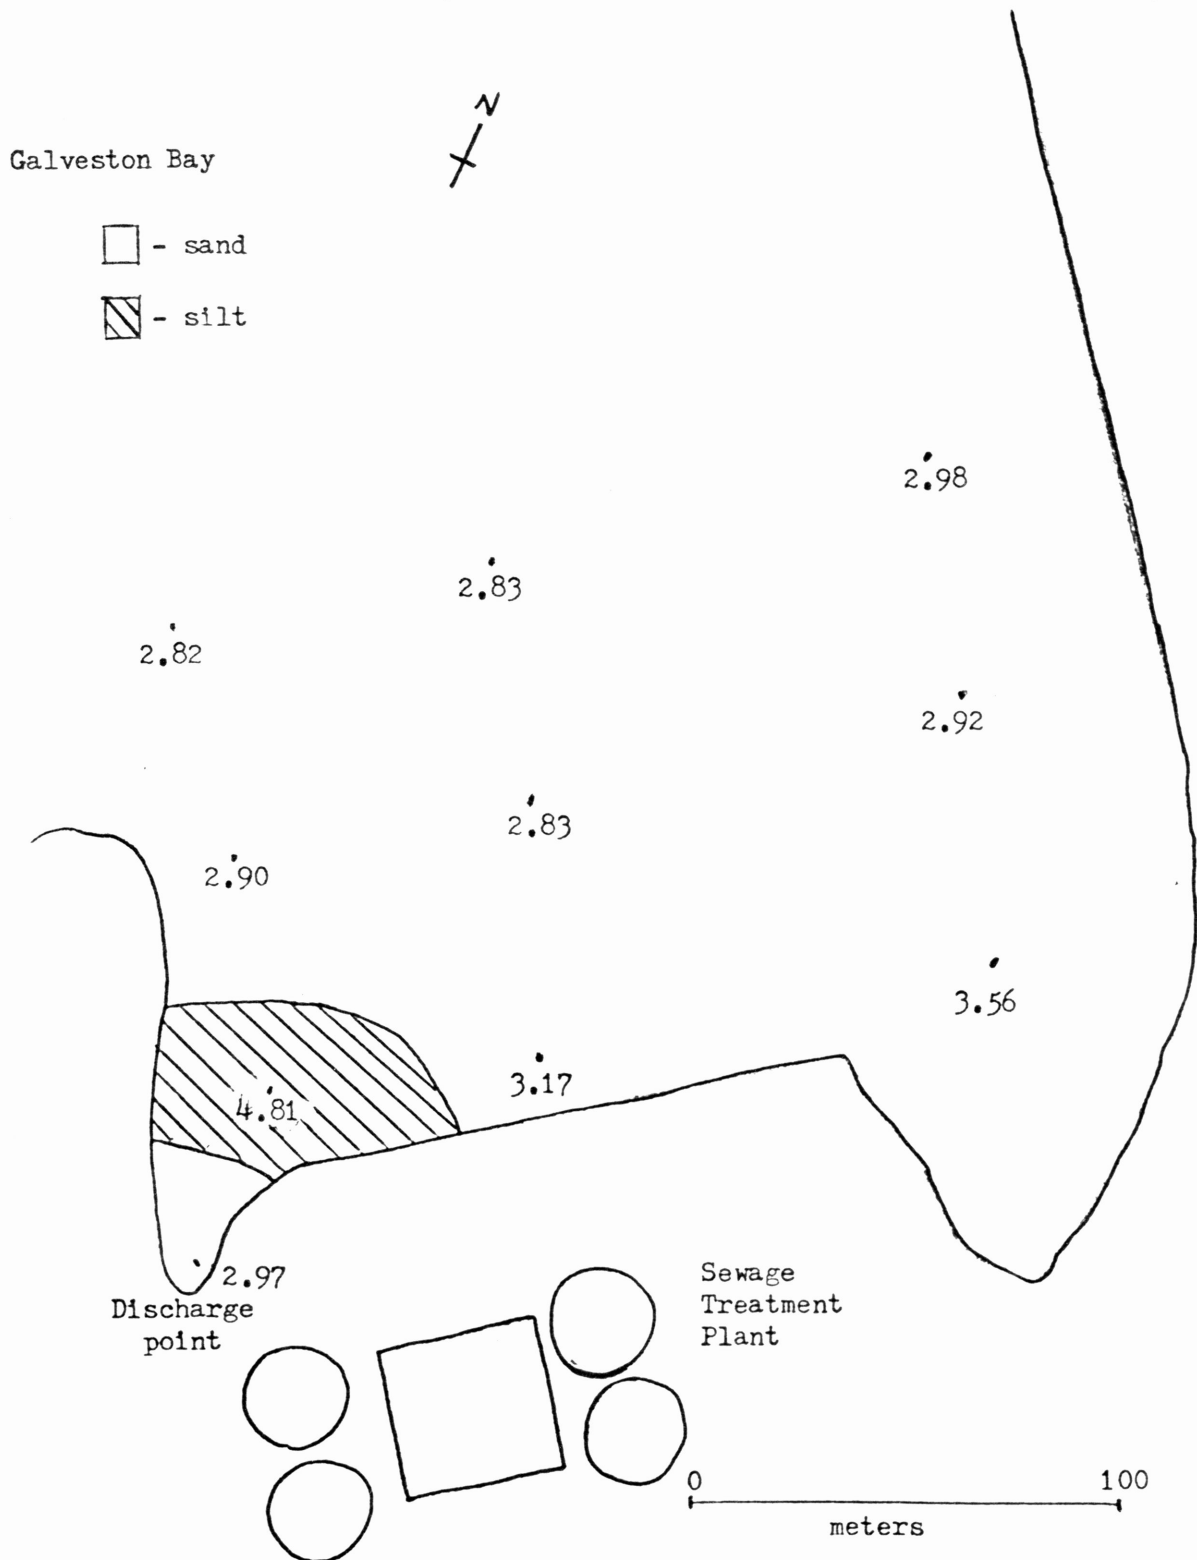 N
Galveston Bay
- sand
- silt
2.98
2.83
2.82
2.92
2.83
2.90
3.56
3.17
4.81
2.97
Discharge
point
Sewage
Treatment
Plant
0 100
meters